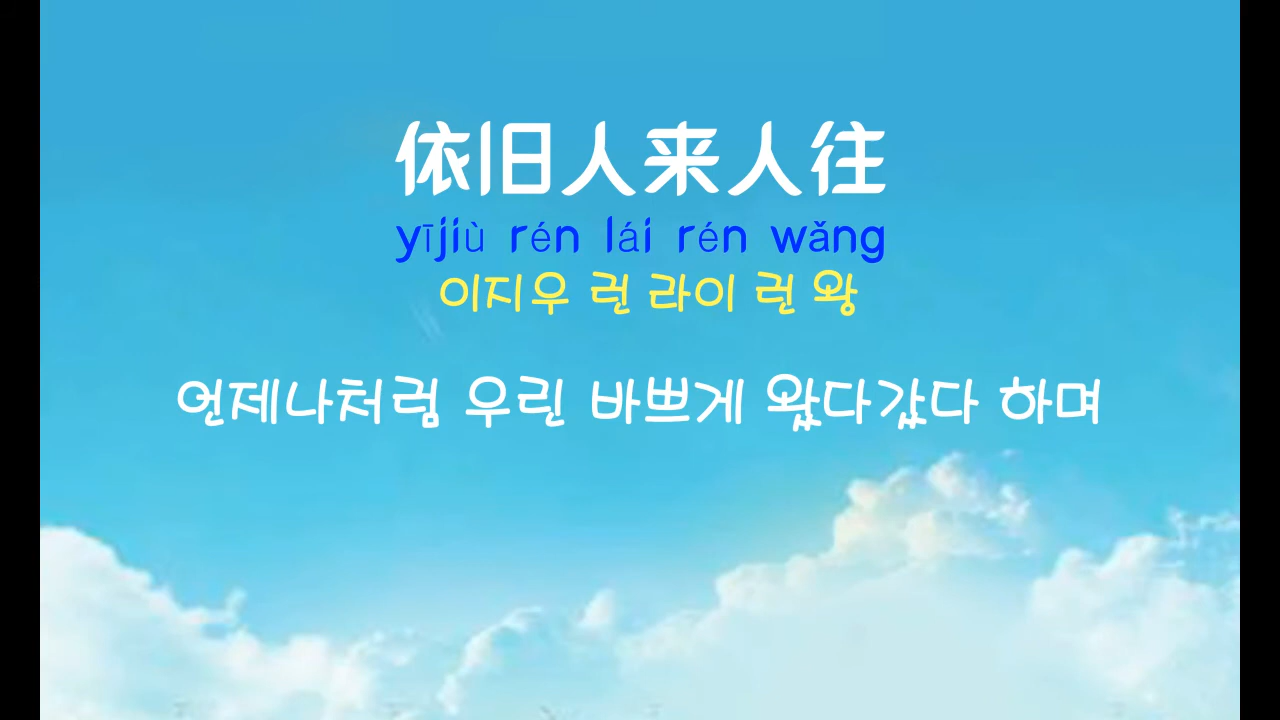 依旧人来人往
yījiù rén lái rén wǎng
이지우 런 라이 런 왕
언제나처럼 우린 바쁘게 왔다갔다 하며